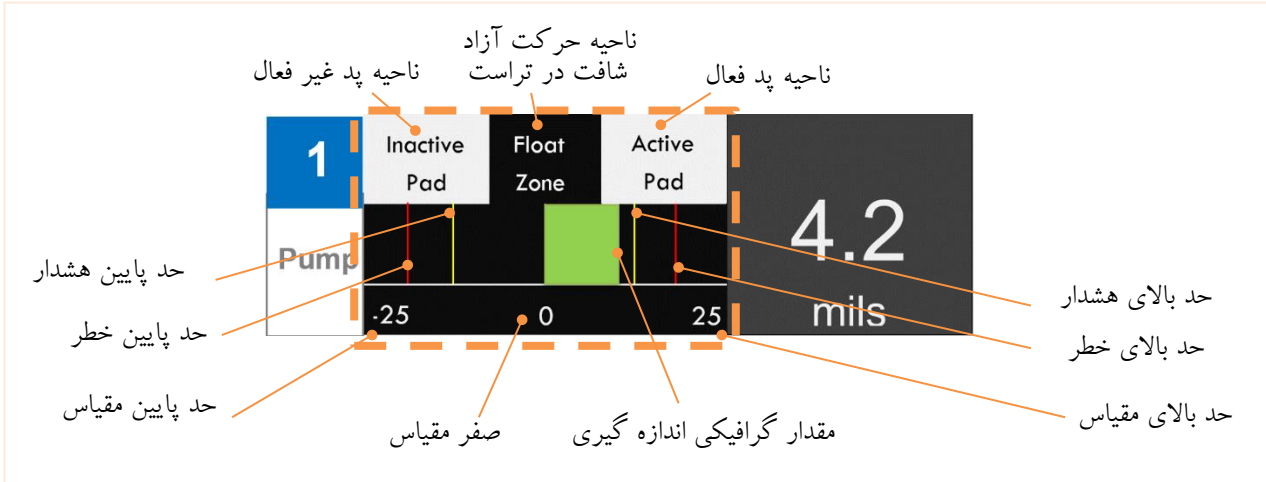 ناحیه حرکت آزاد
شافت در تراست
ناحیه پد غیر فعال
ناحیه پد فعال
1
Inactive
Pad
Float
Zone
Active
Pad
Pump
4.2
mils
-25
0
25
حد پایین هشدار
حد پایین خطر
حد پایین مقیاس
صفر مقیاس
مقدار گرافیکی اندازه گیری
حد بالای هشدار
حد بالای خطر
حد بالای مقیاس